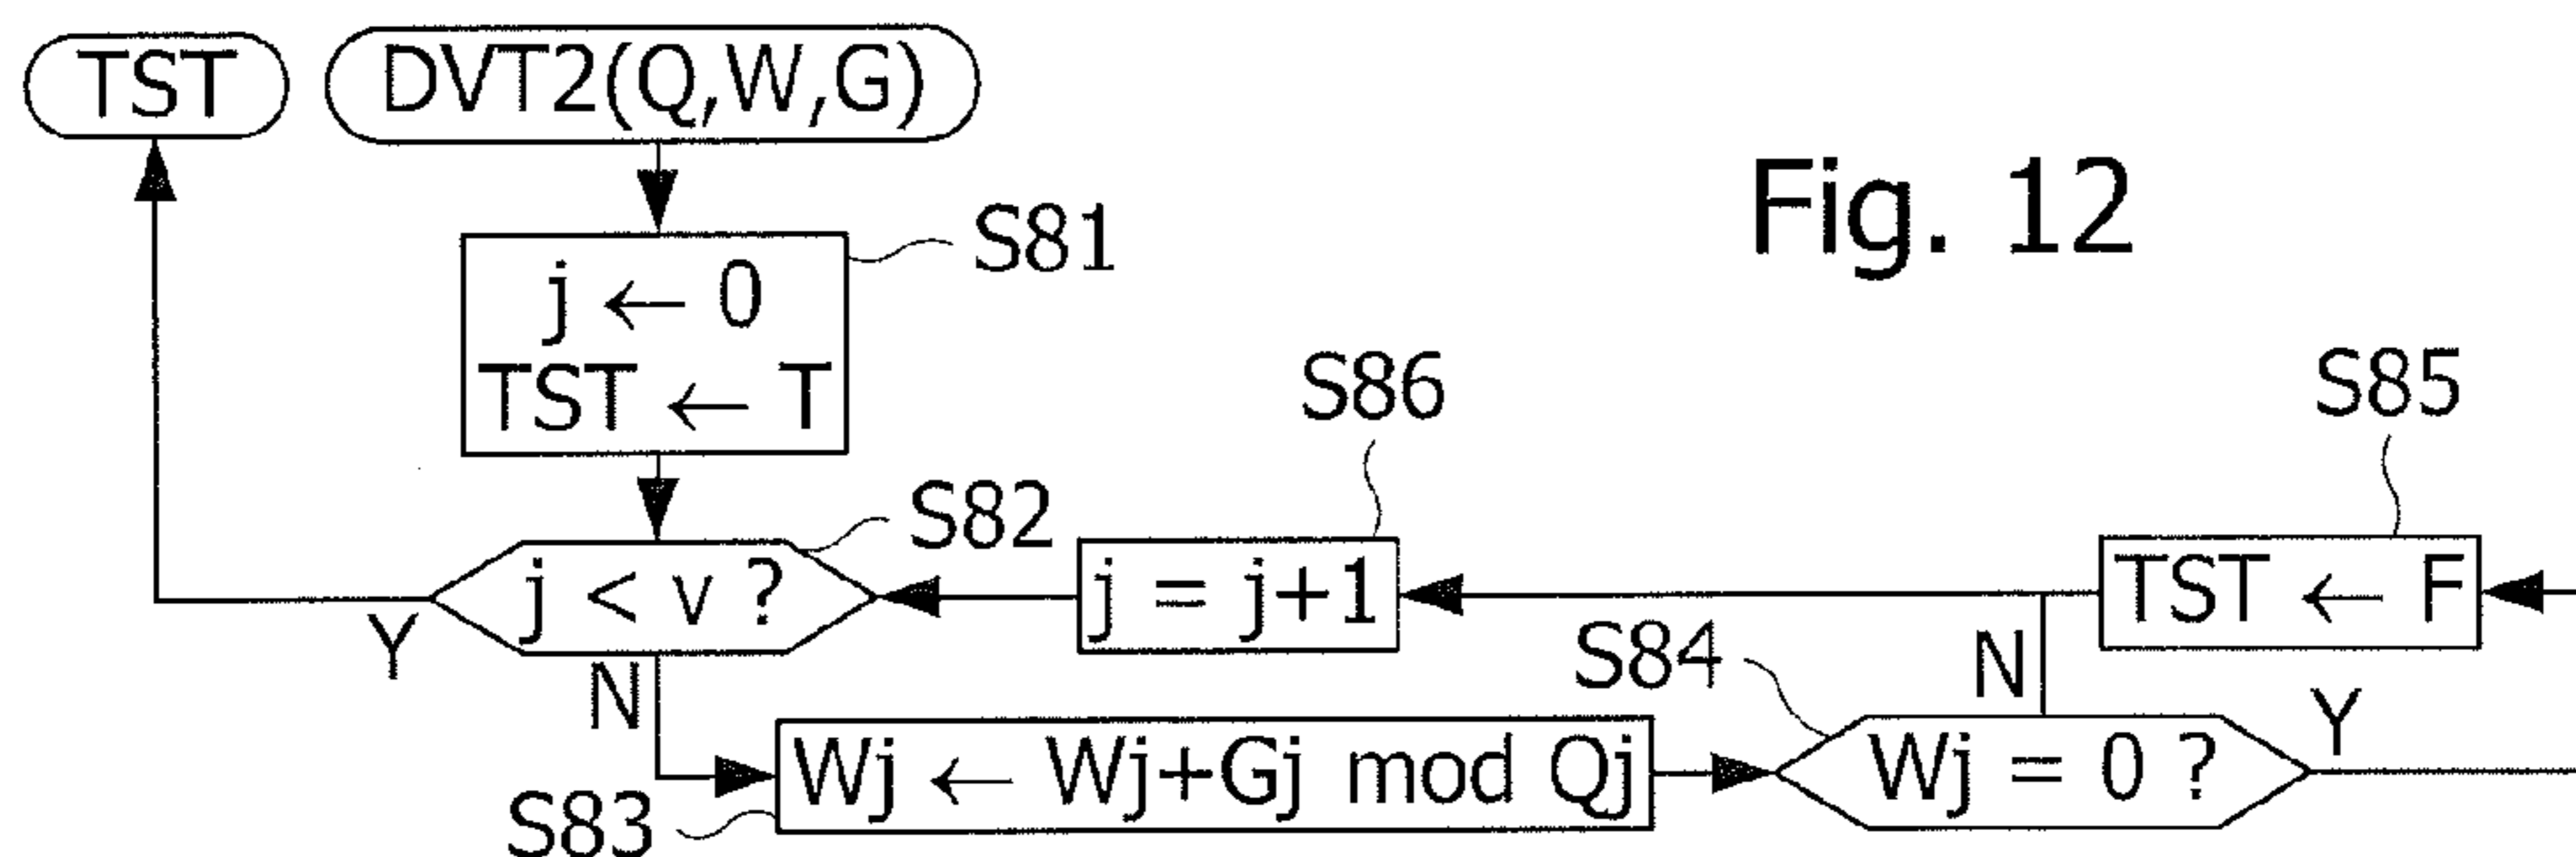 TST
DVT2(Q,W,G)
Fig. 12
S81
j ← 0
TST ← T
S86
S85
S82
j < v ?
j = j+1
TST ← F
Y
N
S84
N
Y
Wj ← Wj+Gj mod Qj
Wj = 0 ?
S83